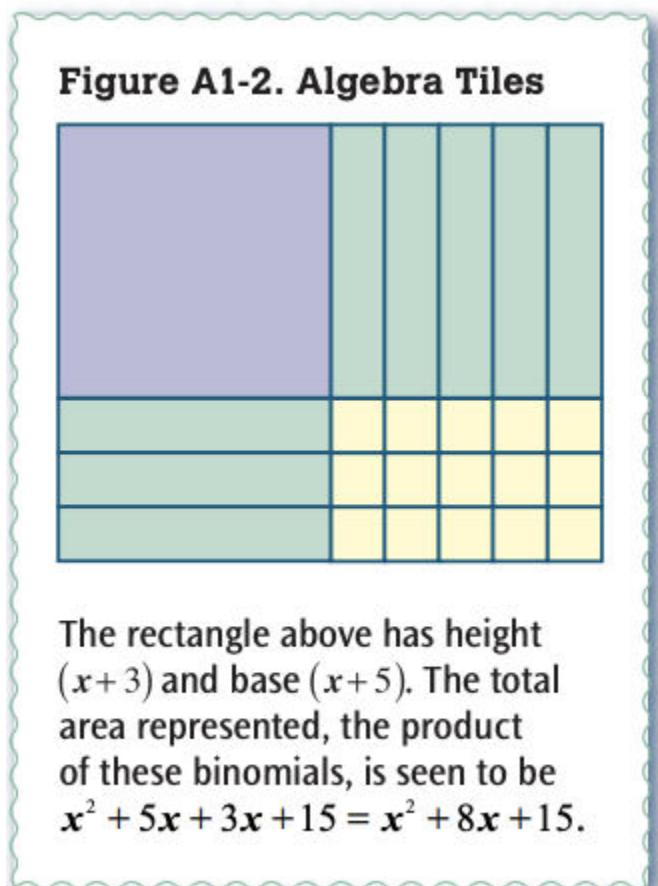 Figure A1-2. Algebra Tiles
The rectangle above has height
(x+3) and base (x+5). The total
area represented, the product
of these binomials, is seen to be
x² + 5x + 3x + 15 = x² + 8x + 15.